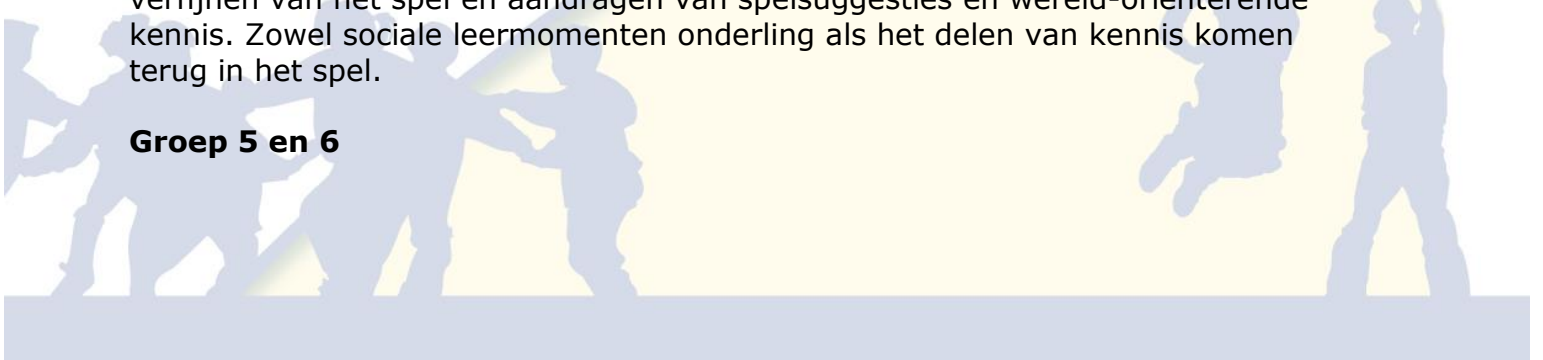 verfijnen van het spel en aandragen van spelsuggesties en wereld-oriënterende
kennis. Zowel sociale leermomenten onderling als het delen van kennis komen
terug in het spel.
Groep 5 en 6